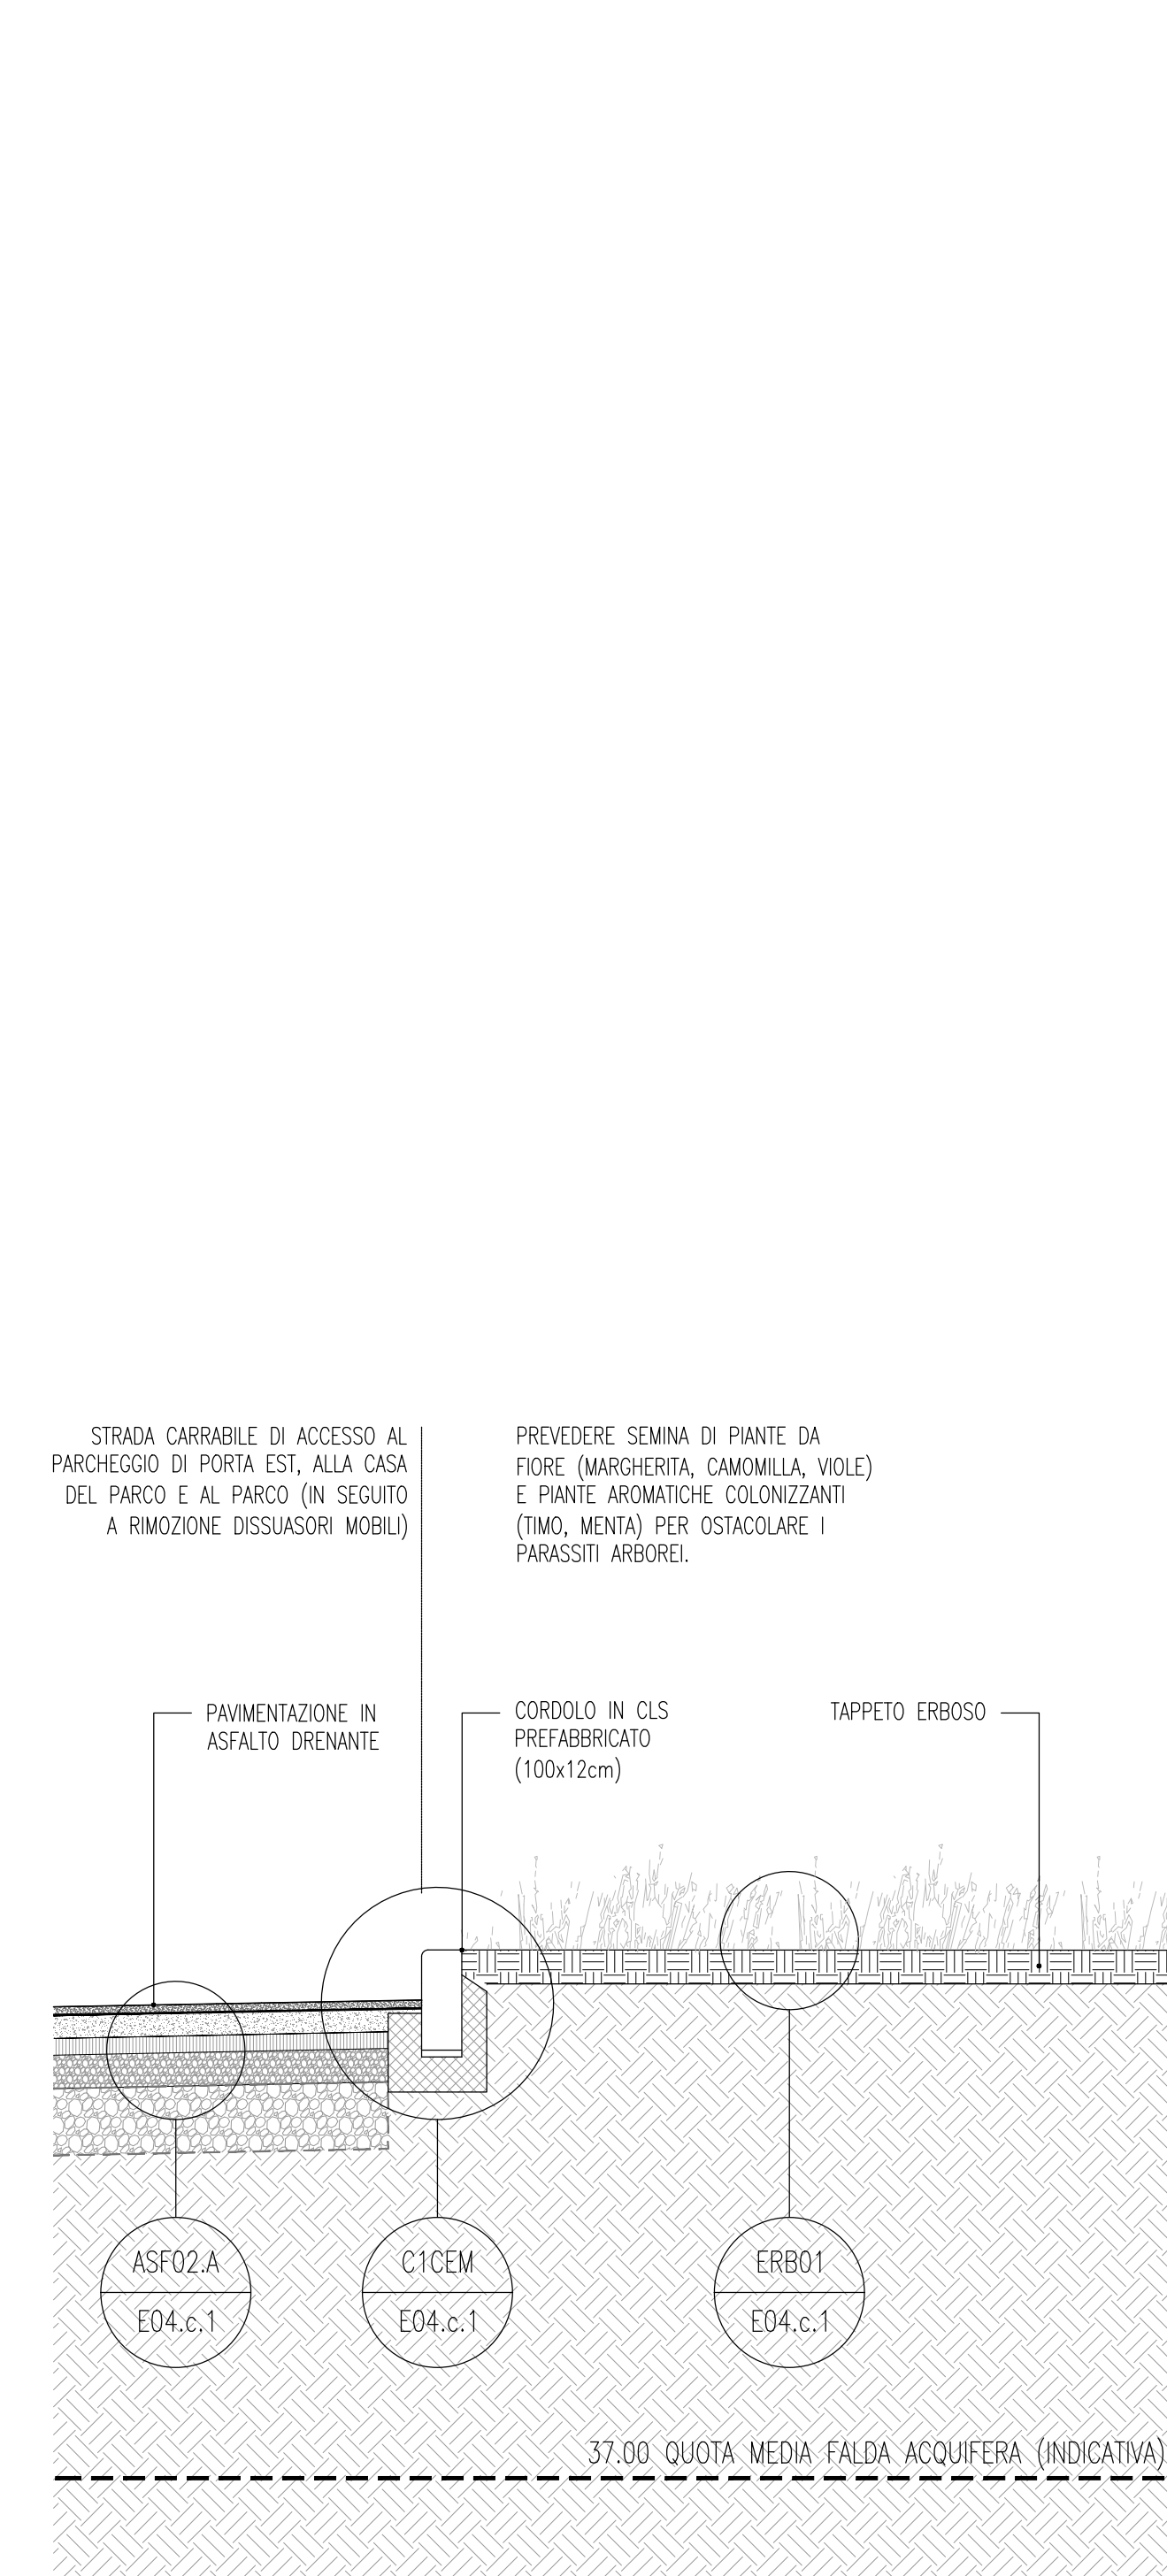 STRADA CARRABILE DI ACCESSO AL
PARCHEGGIO DI PORTA EST, ALLA CASA
DEL PARCO E AL PARCO (IN SEGUITO
A RIMOZIONE DISSUASORI MOBILI)
PREVEDERE SEMINA DI PIANTE DA
FIORE (MARGHERITA, CAMOMILLA, VIOLE)
E PIANTE AROMATICHE COLONIZZANTI
(TIMO, MENTA) PER OSTACOLARE I
PARASSITI ARBOREI.
PAVIMENTAZIONE IN
ASFALTO DRENANTE
CORDOLO IN CLS
PREFABBRICATO
(100x12cm)
TAPPETO ERBOSO
ASF02.A
E04.c.1
C1CEM
E04.c.1
ERB01
E04.c.1
37.00 QUOTA MEDIA FALDA ACQUIFERA (INDICATIVA)